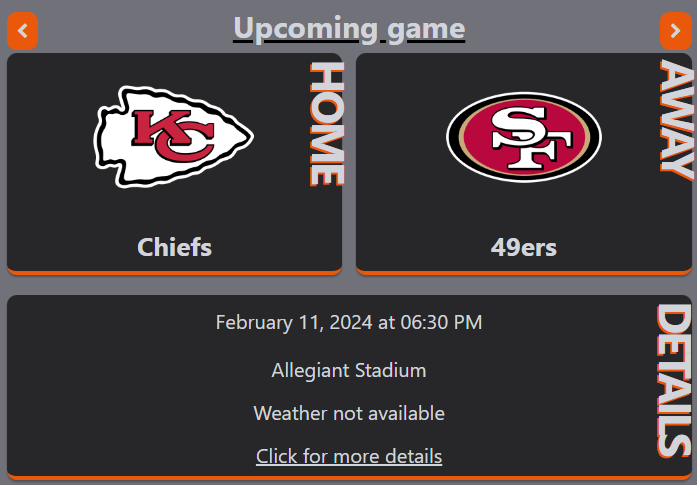 Upcoming game
HOME
KC
Chiefs
AWAY
SF
49ers
DETAILS
February 11, 2024 at 06:30 PM
Allegiant Stadium
Weather not available
Click for more details